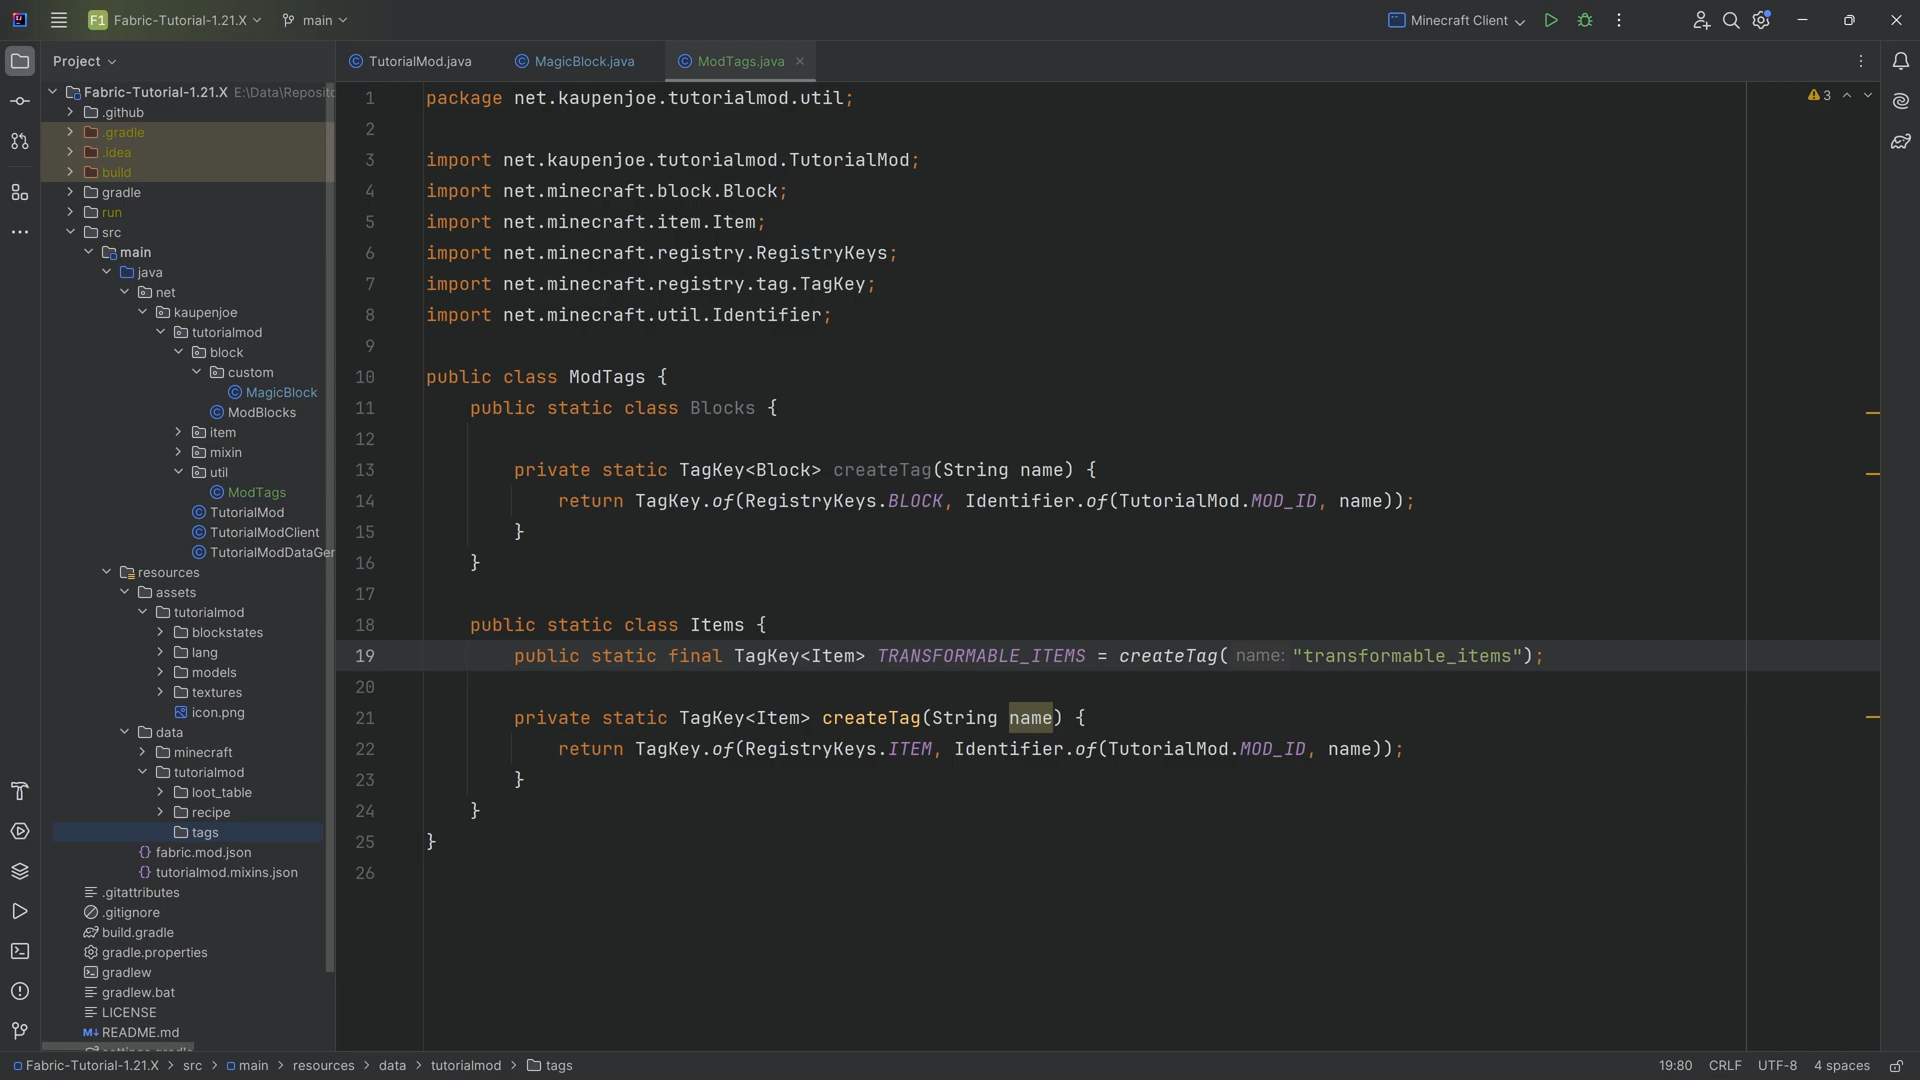 F1 Fabric-Tutorial-1.21.X main Minecraft Client
Project
TutorialMod.java MagicBlock.java ModTags.java
Fabric-Tutorial-1.21.X E:\Data\Reposito
.github
.gradle
.idea
build
gradle
run
src
main
java
net
kaupenjoe
tutorialmod
block
custom
MagicBlock
ModBlocks
item
mixin
util
ModTags
TutorialMod
TutorialModClient
TutorialModDataGen
resources
assets
tutorialmod
blockstates
lang
models
textures
icon.png
data
minecraft
tutorialmod
loot_table
recipe
tags
fabric.mod.json
tutorialmod.mixins.json
.gitattributes
.gitignore
build.gradle
gradle.properties
gradlew
gradlew.bat
LICENSE
M↓ README.md
settings.gradle
3
1 package net.kaupenjoe.tutorialmod.util;
2
3 import net.kaupenjoe.tutorialmod.TutorialMod;
4 import net.minecraft.block.Block;
5 import net.minecraft.item.Item;
6 import net.minecraft.registry.RegistryKeys;
7 import net.minecraft.registry.tag.TagKey;
8 import net.minecraft.util.Identifier;
9
10 public class ModTags {
11 public static class Blocks {
12
13 private static TagKey<Block> createTag(String name) {
14 return TagKey.of(RegistryKeys.BLOCK, Identifier.of(TutorialMod.MOD_ID, name));
15 }
16 }
17
18 public static class Items {
19 public static final TagKey<Item> TRANSFORMABLE_ITEMS = createTag( name: "transformable_items");
20
21 private static TagKey<Item> createTag(String name) {
22 return TagKey.of(RegistryKeys.ITEM, Identifier.of(TutorialMod.MOD_ID, name));
23 }
24 }
25 }
26
Fabric-Tutorial-1.21.X > src > main > resources > data > tutorialmod > tags 19:80 CRLF UTF-8 4 spaces